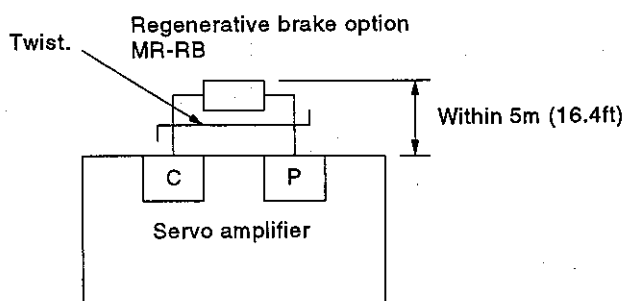 Regenerative brake option
MR-RB
Twist.
Within 5m (16.4ft)
C
P
Servo amplifier